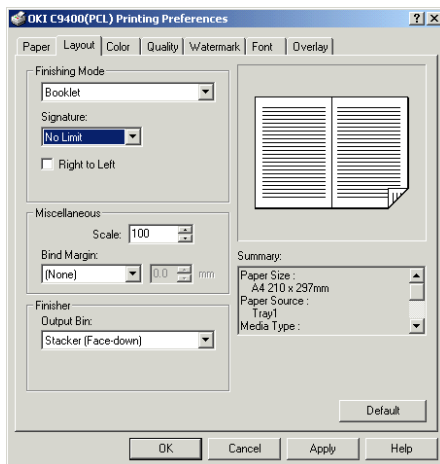 OKI C9400(PCL) Printing Preferences
Paper Layout Color Quality Watermark Font Overlay
Finishing Mode
Booklet
Signature:
No Limit
Right to Left
Miscellaneous
Scale: 100
Bind Margin:
(None) 0.0 mm
Finisher
Output Bin:
Stacker (Face-down)
Summary:
Paper Size :
A4 210 x 297mm
Paper Source :
Tray1
Media Type :
Default
OK Cancel Apply Help